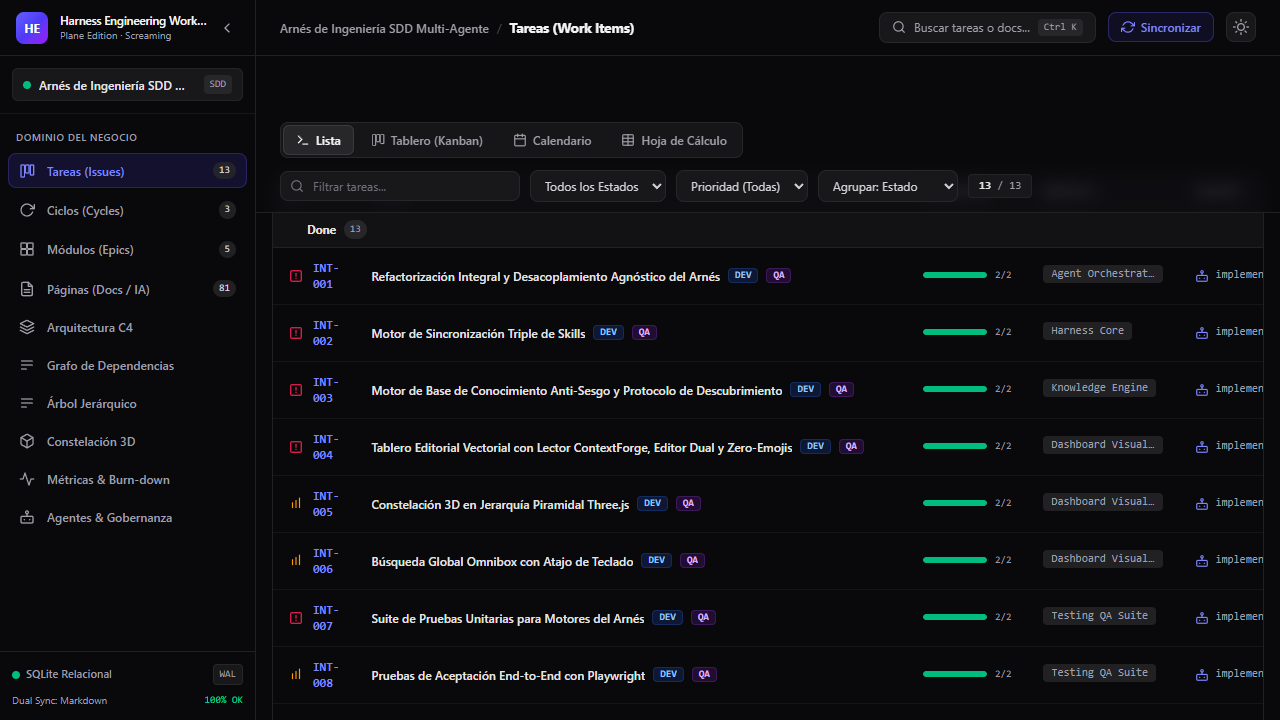 HE
Harness Engineering Work...
Plane Edition · Screaming
Arnés de Ingeniería SDD Multi-Agente / Tareas (Work Items)
Buscar tareas o docs... Ctrl K
Sincronizar
Arnés de Ingeniería SDD ... SDD
DOMINIO DEL NEGOCIO
Tareas (Issues) 13
Ciclos (Cycles) 3
Módulos (Epics) 5
Páginas (Docs / IA) 81
Arquitectura C4
Grafo de Dependencias
Árbol Jerárquico
Constelación 3D
Métricas & Burn-down
Agentes & Gobernanza
SQLite Relacional WAL
Dual Sync: Markdown 100% OK
Lista
Tablero (Kanban)
Calendario
Hoja de Cálculo
Filtrar tareas...
Todos los Estados
Prioridad (Todas)
Agrupar: Estado
13 / 13
Done 13
INT-001 Refactorización Integral y Desacoplamiento Agnóstico del Arnés DEV QA 2/2 Agent Orchestrat… implemen
INT-002 Motor de Sincronización Triple de Skills DEV QA 2/2 Harness Core implemen
INT-003 Motor de Base de Conocimiento Anti-Sesgo y Protocolo de Descubrimiento DEV QA 2/2 Knowledge Engine implemen
INT-004 Tablero Editorial Vectorial con Lector ContextForge, Editor Dual y Zero-Emojis DEV QA 2/2 Dashboard Visual… implemen
INT-005 Constelación 3D en Jerarquía Piramidal Three.js DEV QA 2/2 Dashboard Visual… implemen
INT-006 Búsqueda Global Omnibox con Atajo de Teclado DEV QA 2/2 Dashboard Visual… implemen
INT-007 Suite de Pruebas Unitarias para Motores del Arnés DEV QA 2/2 Testing QA Suite implemen
INT-008 Pruebas de Aceptación End-to-End con Playwright DEV QA 2/2 Testing QA Suite implemen